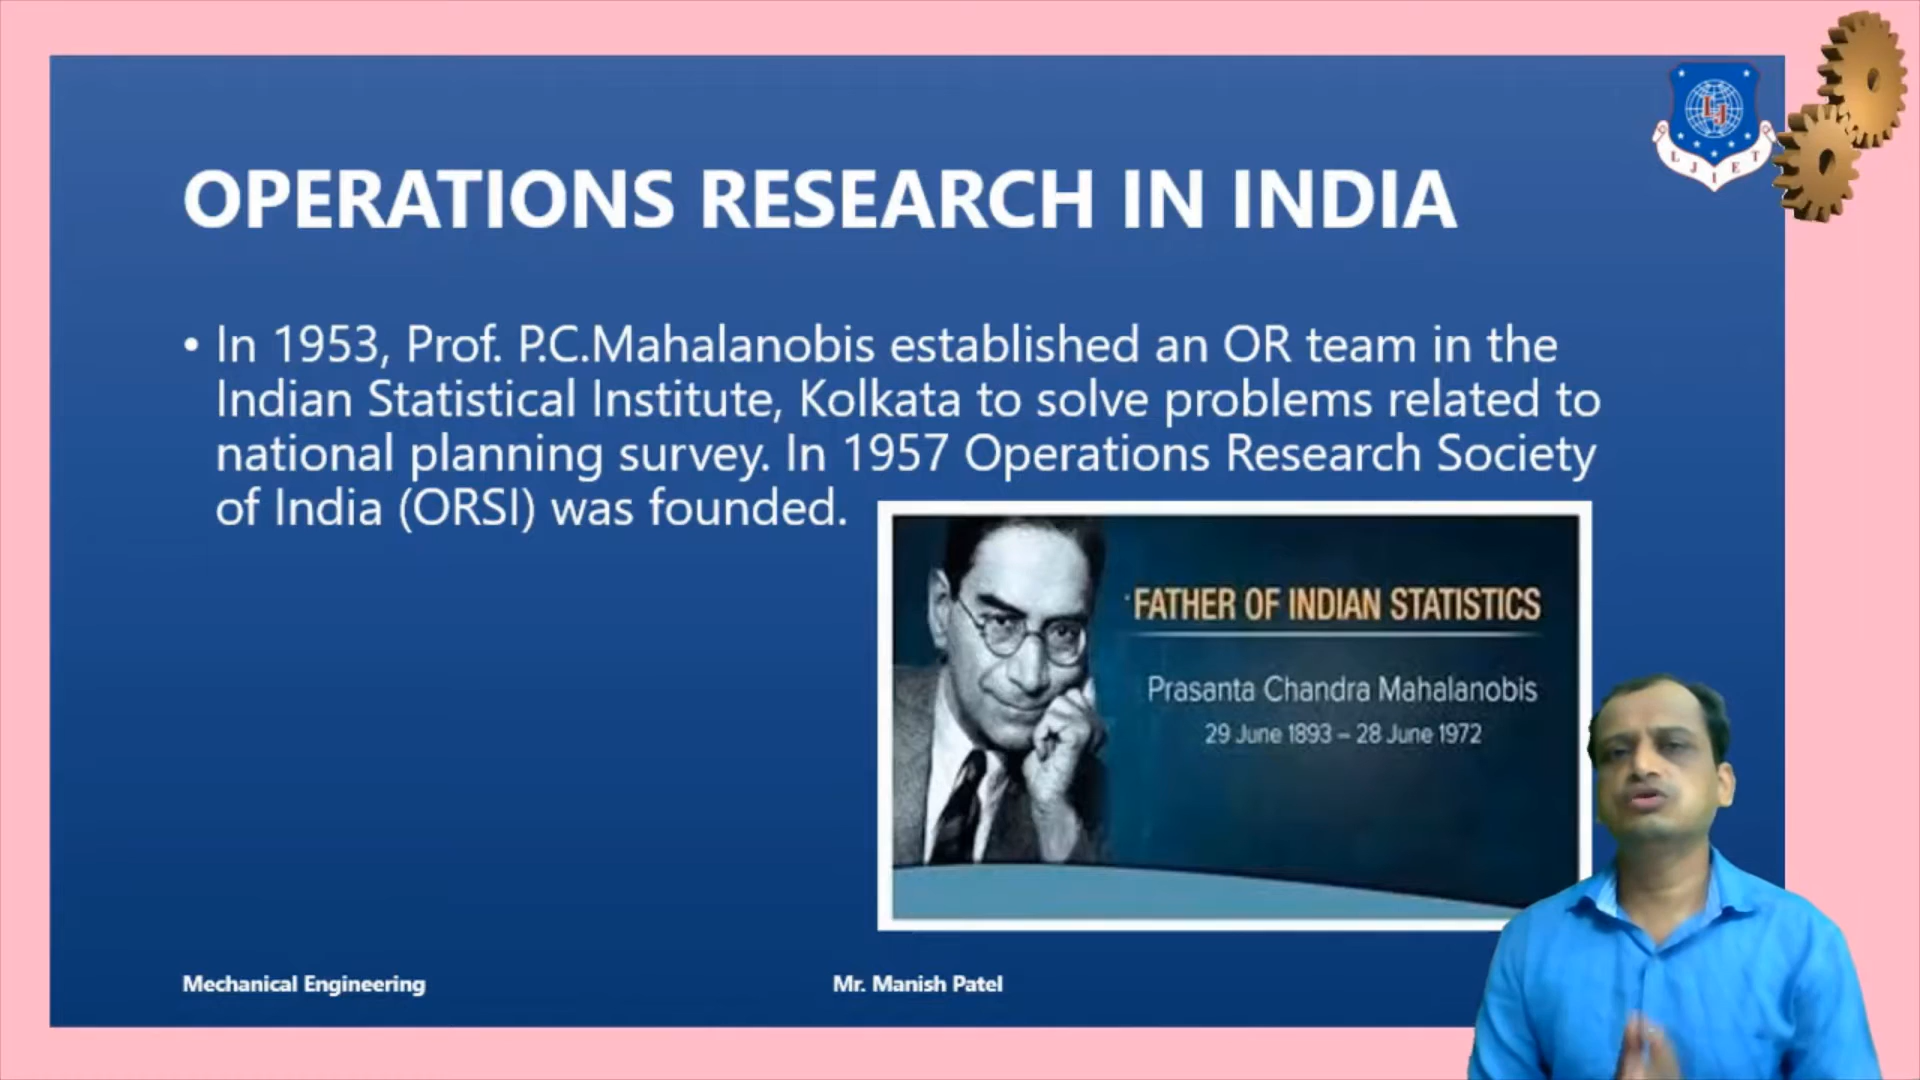 OPERATIONS RESEARCH IN INDIA
• In 1953, Prof. P.C.Mahalanobis established an OR team in the
Indian Statistical Institute, Kolkata to solve problems related to
national planning survey. In 1957 Operations Research Society
of India (ORSI) was founded.
FATHER OF INDIAN STATISTICS
Prasanta Chandra Mahalanobis
29 June 1893 – 28 June 1972
Mechanical Engineering
Mr. Manish Patel
LJ
LJIET